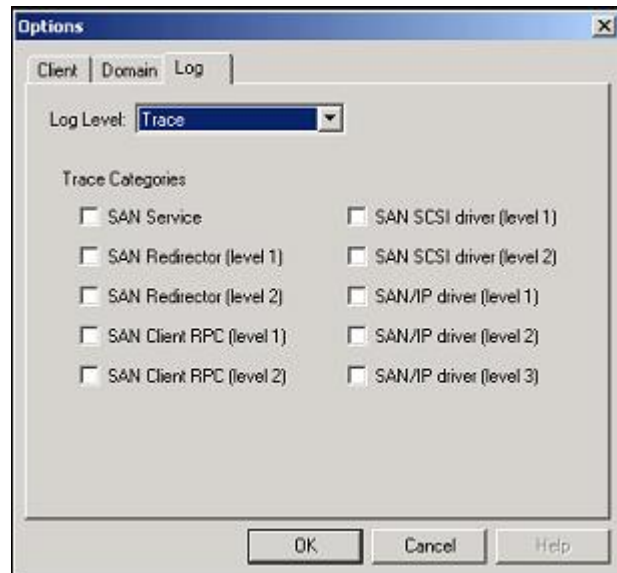 Options
Client Domain Log
Log Level: Trace
Trace Categories
SAN Service
SAN SCSI driver (level 1)
SAN Redirector (level 1)
SAN SCSI driver (level 2)
SAN Redirector (level 2)
SAN/IP driver (level 1)
SAN Client RPC (level 1)
SAN/IP driver (level 2)
SAN Client RPC (level 2)
SAN/IP driver (level 3)
OK Cancel Help